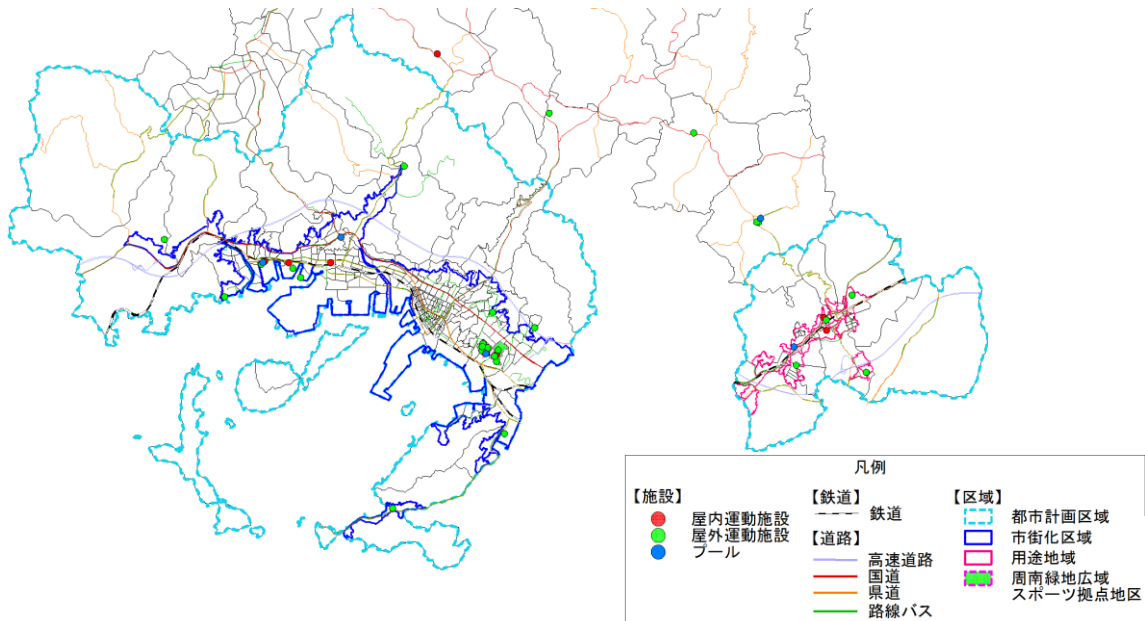 凡例
【施設】
屋内運動施設
屋外運動施設
プール
【鉄道】
鉄道
【道路】
高速道路
国道
県道
路線バス
【区域】
都市計画区域
市街化区域
用途地域
周南緑地広域
スポーツ拠点地区